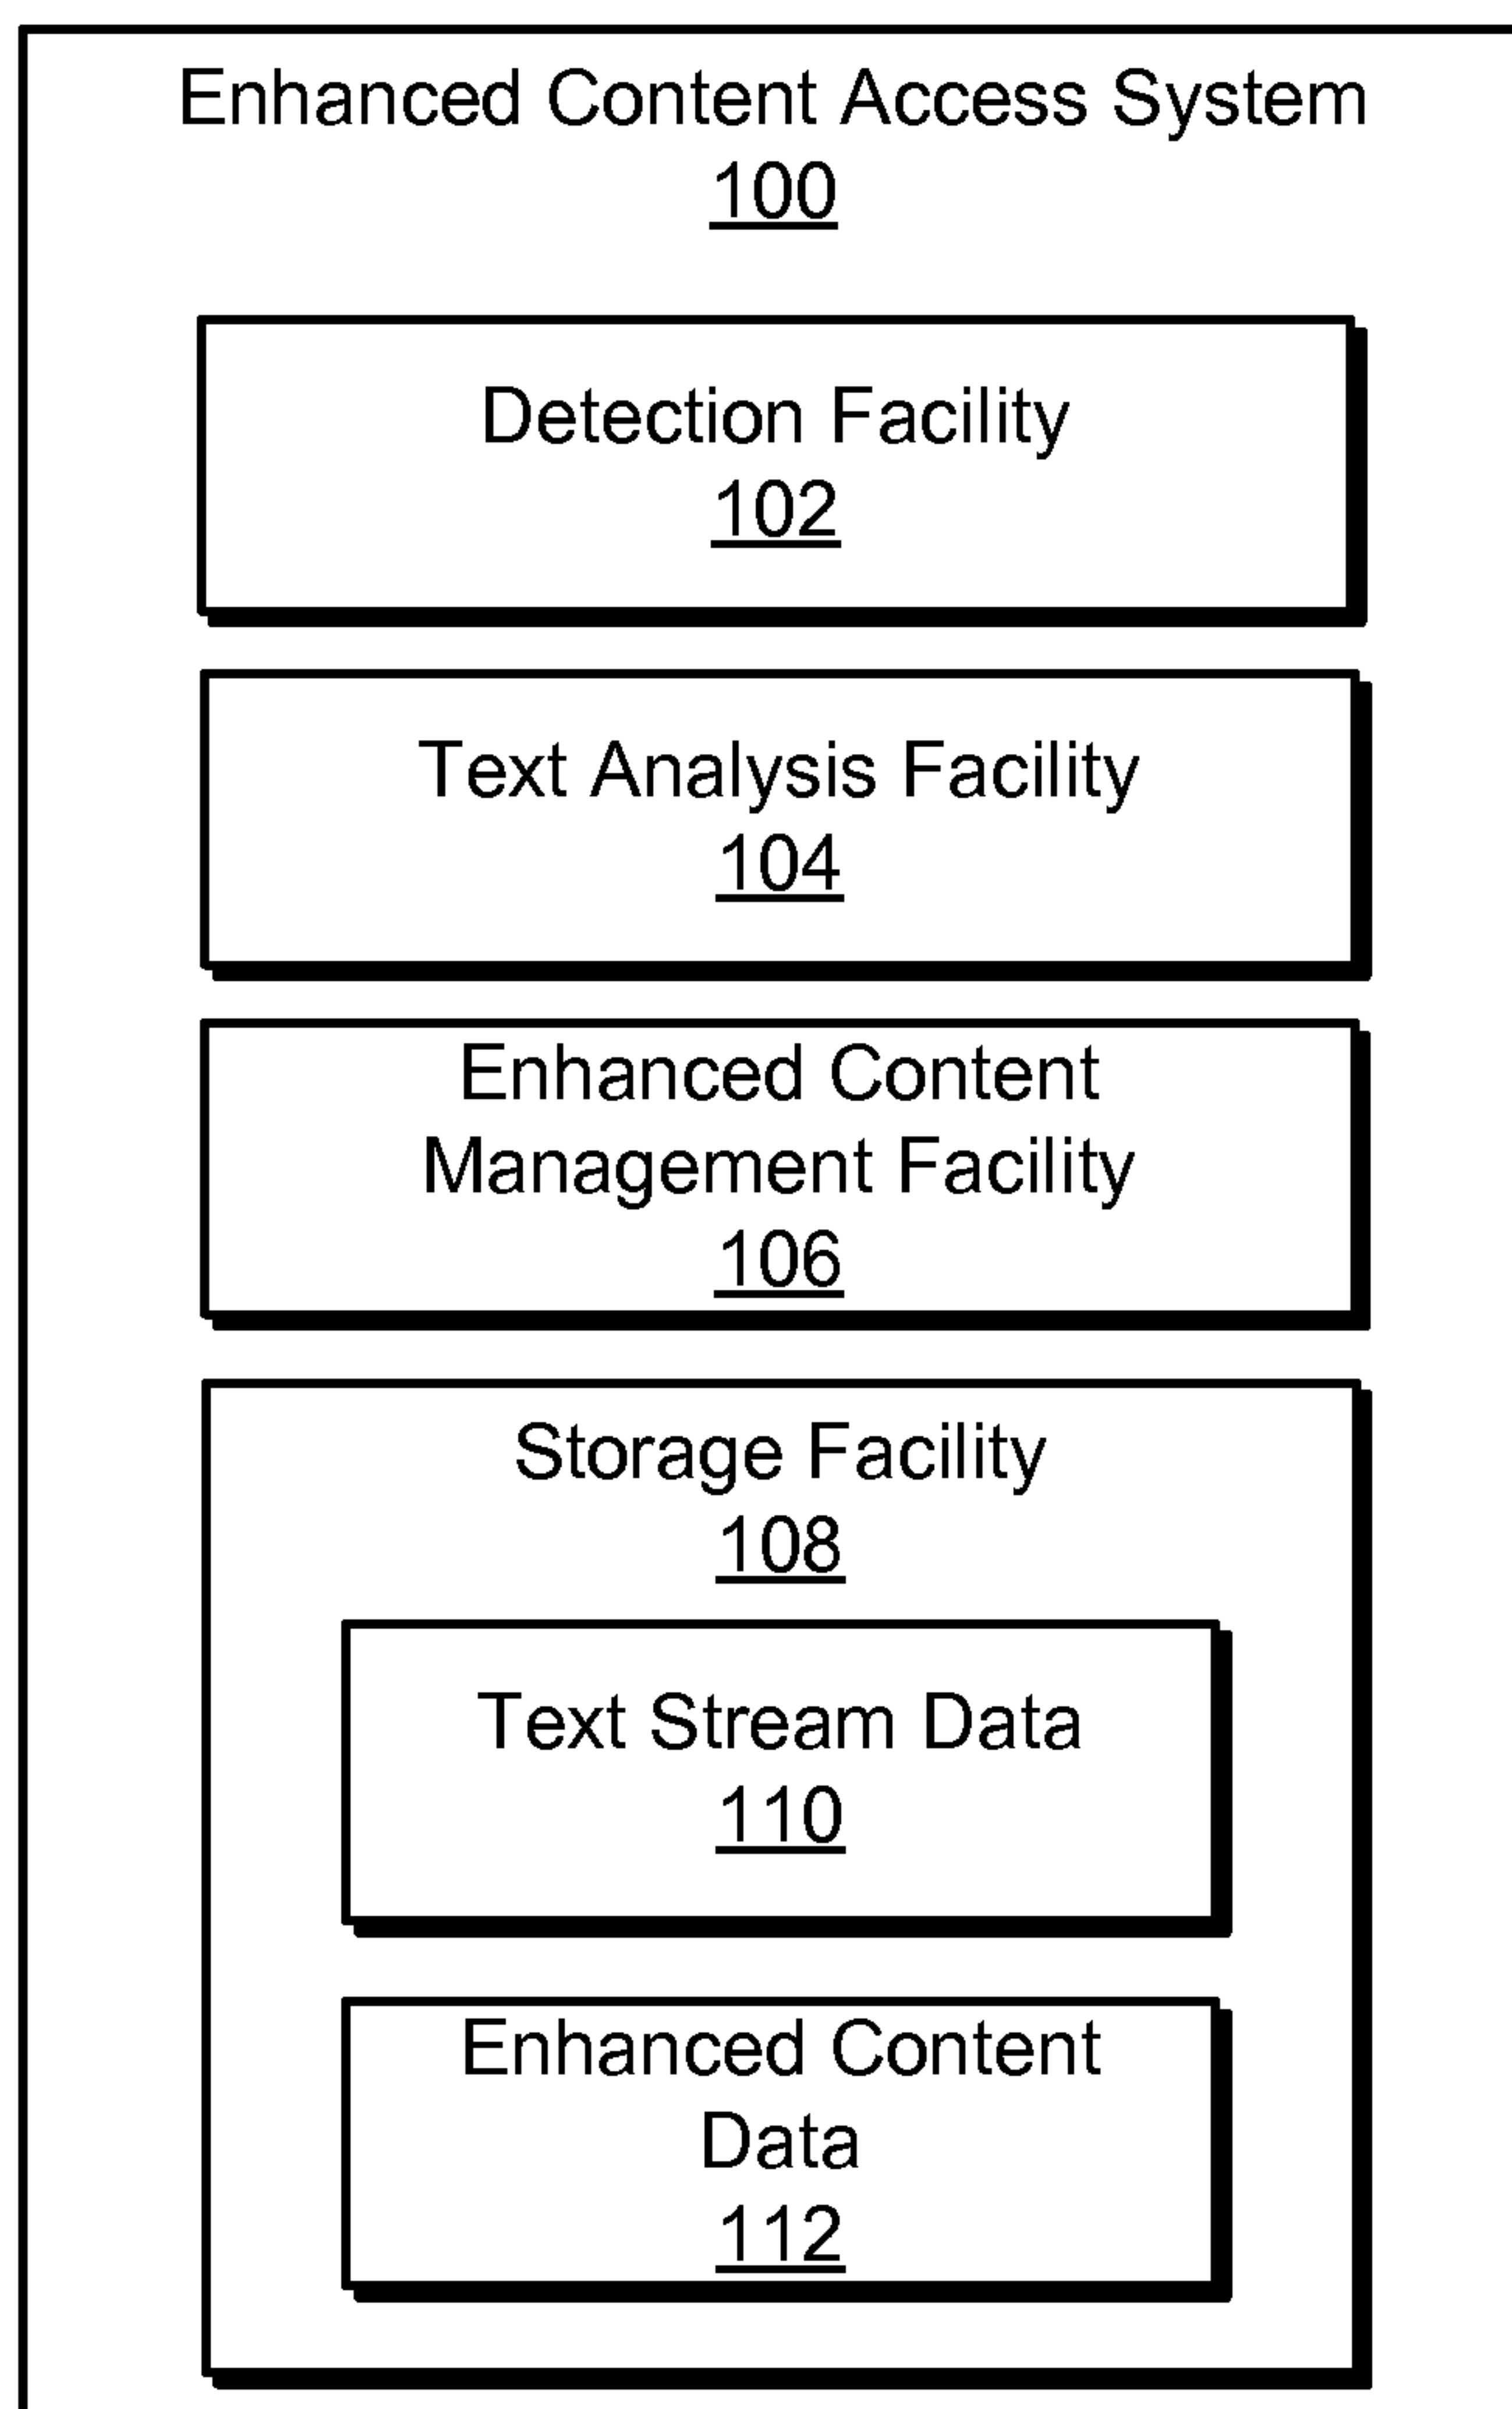 Enhanced Content Access System
100
Detection Facility
102
Text Analysis Facility
104
Enhanced Content
Management Facility
106
Storage Facility
108
Text Stream Data
110
Enhanced Content
Data
112